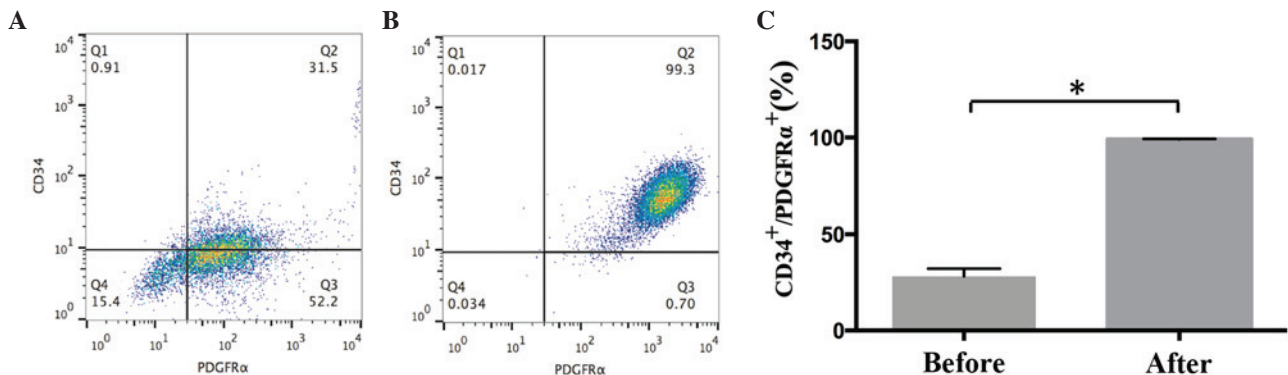 A
B
C
10⁴
10³
10²
10¹
10⁰
CD34
Q1
0.91
Q2
31.5
Q4
15.4
Q3
52.2
10⁰ 10¹ 10² 10³ 10⁴
PDGFRα
10⁴
10³
10²
10¹
10⁰
CD34
Q1
0.017
Q2
99.3
Q4
0.034
Q3
0.70
10⁰ 10¹ 10² 10³ 10⁴
PDGFRα
CD34⁺/PDGFRα⁺(%)
150
100
50
0
*
Before After